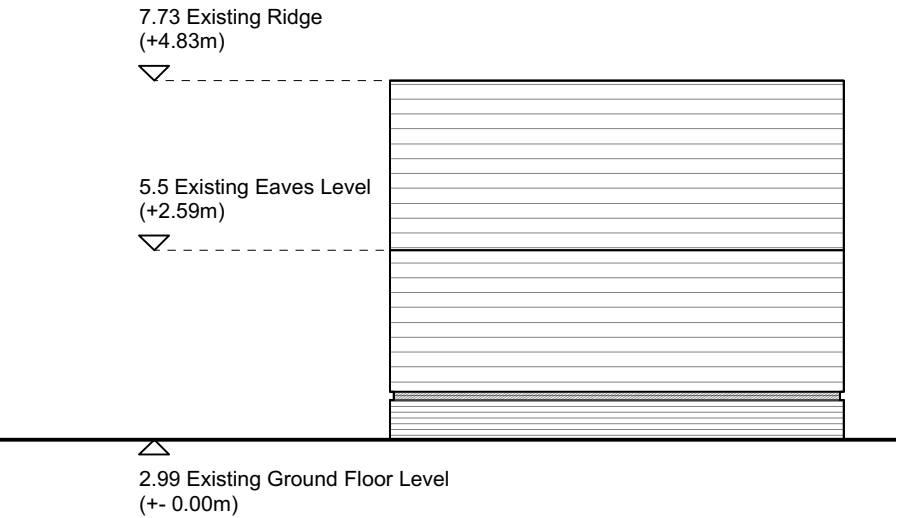 7.73 Existing Ridge
(+4.83m)
5.5 Existing Eaves Level
(+2.59m)
2.99 Existing Ground Floor Level
(+- 0.00m)